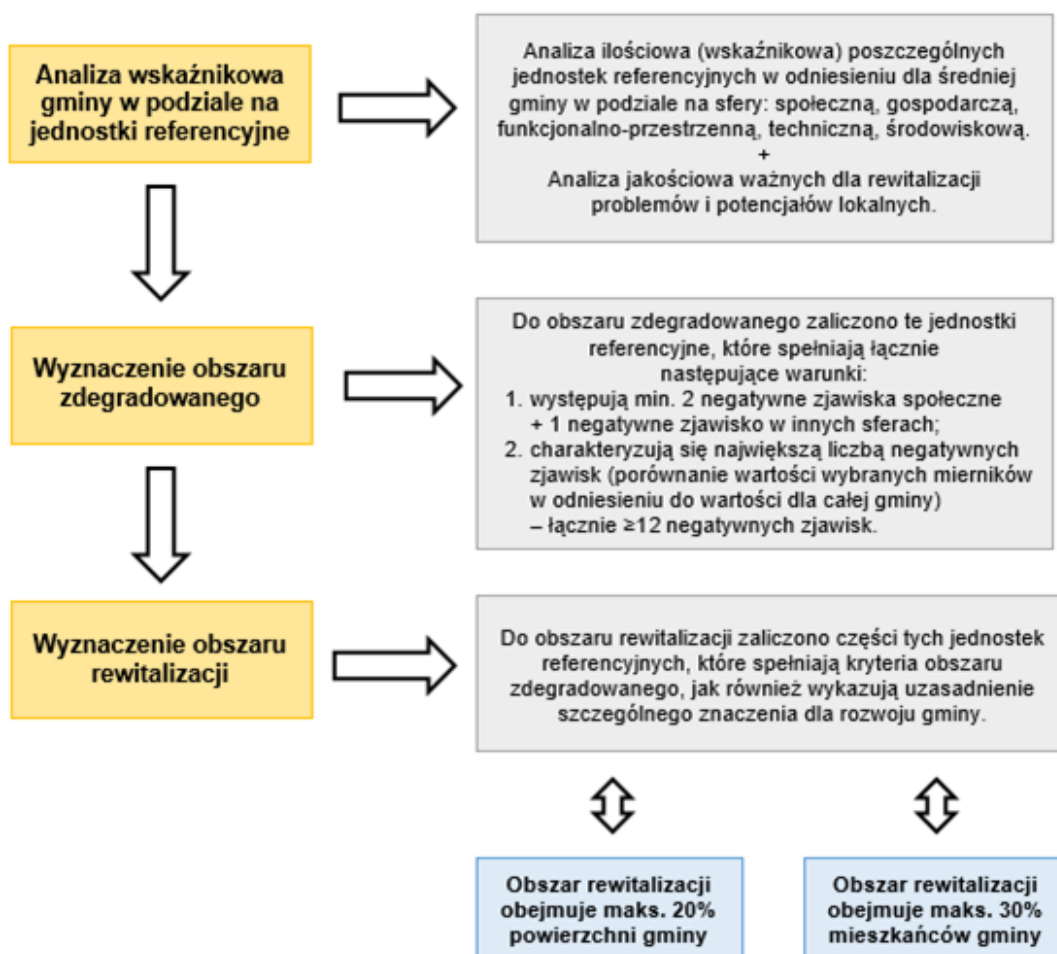 Analiza wskaźnikowa
gminy w podziale na
jednostki referencyjne
Analiza ilościowa (wskaźnikowa) poszczególnych
jednostek referencyjnych w odniesieniu dla średniej
gminy w podziale na sfery: społeczną, gospodarczą,
funkcjonalno-przestrzenną, techniczną, środowiskową.
+
Analiza jakościowa ważnych dla rewitalizacji
problemów i potencjałów lokalnych.
Wyznaczenie obszaru
zdegradowanego
Do obszaru zdegradowanego zaliczono te jednostki
referencyjne, które spełniają łącznie
następujące warunki:
1. występują min. 2 negatywne zjawiska społeczne
+ 1 negatywne zjawisko w innych sferach;
2. charakteryzują się największą liczbą negatywnych
zjawisk (porównanie wartości wybranych mierników
w odniesieniu do wartości dla całej gminy)
– łącznie ≥12 negatywnych zjawisk.
Wyznaczenie obszaru
rewitalizacji
Do obszaru rewitalizacji zaliczono części tych jednostek
referencyjnych, które spełniają kryteria obszaru
zdegradowanego, jak również wykazują uzasadnienie
szczególnego znaczenia dla rozwoju gminy.
Obszar rewitalizacji
obejmuje maks. 20%
powierzchni gminy
Obszar rewitalizacji
obejmuje maks. 30%
mieszkańców gminy